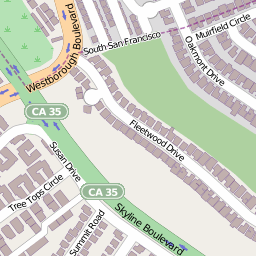 Westborough Boulevard
South San Francisco
Muirfield Circle
Oakmont Drive
CA 35
Fleetwood Drive
Susan Drive
CA 35
Tree Tops Circle
Skyline Boulevard
Summit Road